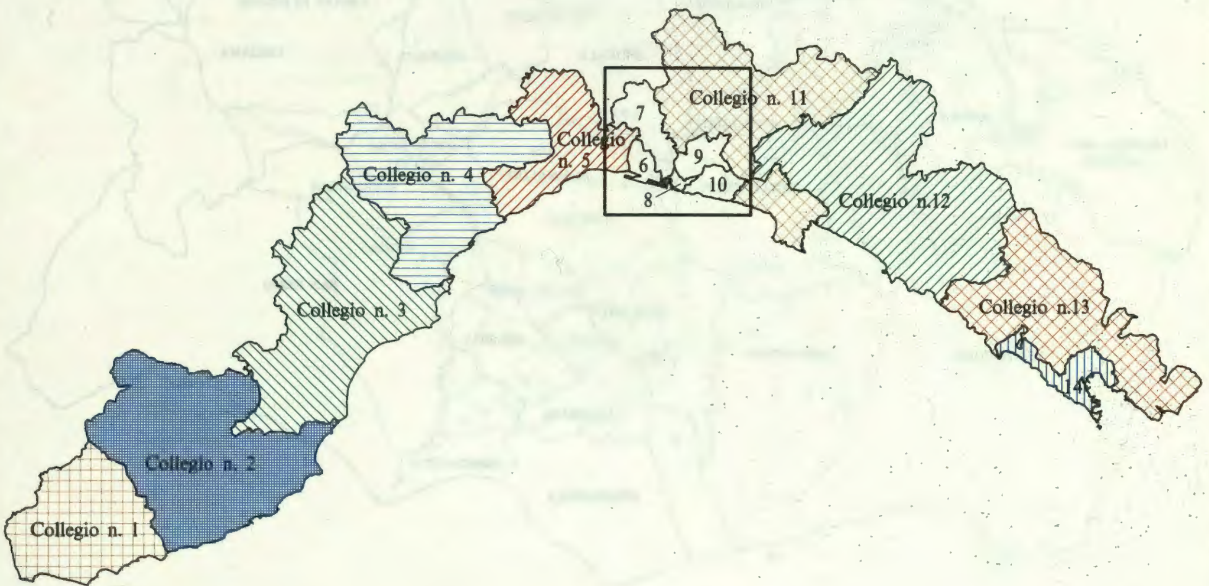 Collegio n. 11
7
Collegio
n. 5
9
6
Collegio n. 4
10
8
Collegio n.12
Collegio n. 3
Collegio n.13
14
Collegio n. 2
Collegio n. 1